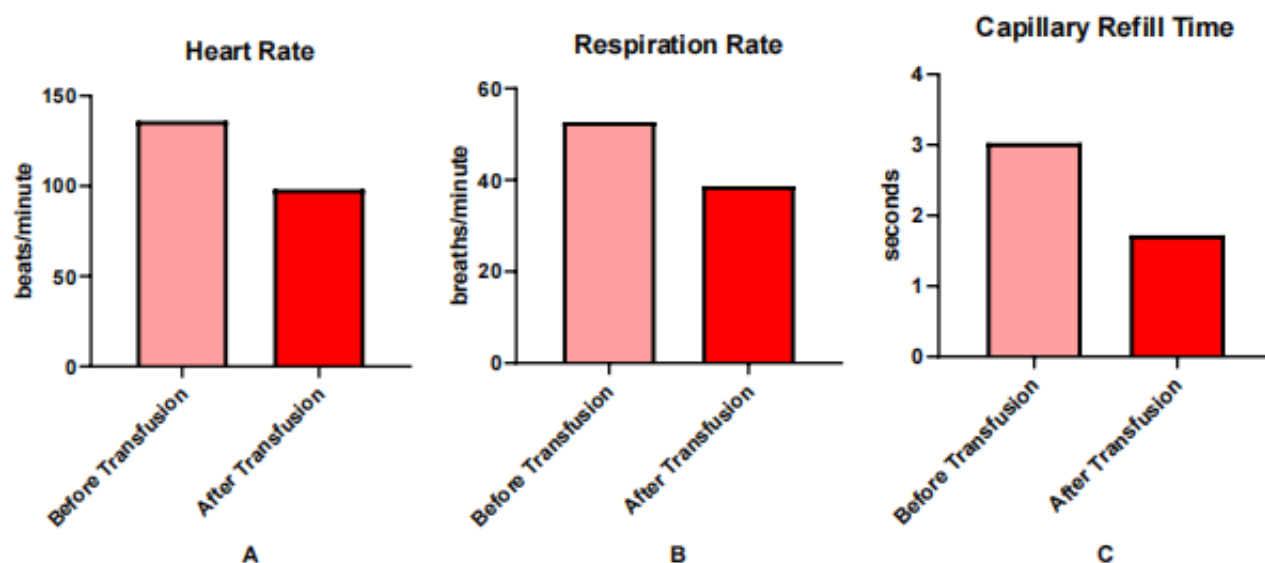 Heart Rate
beats/minute
150
100
50
0
Before Transfusion
After Transfusion
A
Respiration Rate
breaths/minute
60
40
20
0
Before Transfusion
After Transfusion
B
Capillary Refill Time
seconds
4
3
2
1
0
Before Transfusion
After Transfusion
C